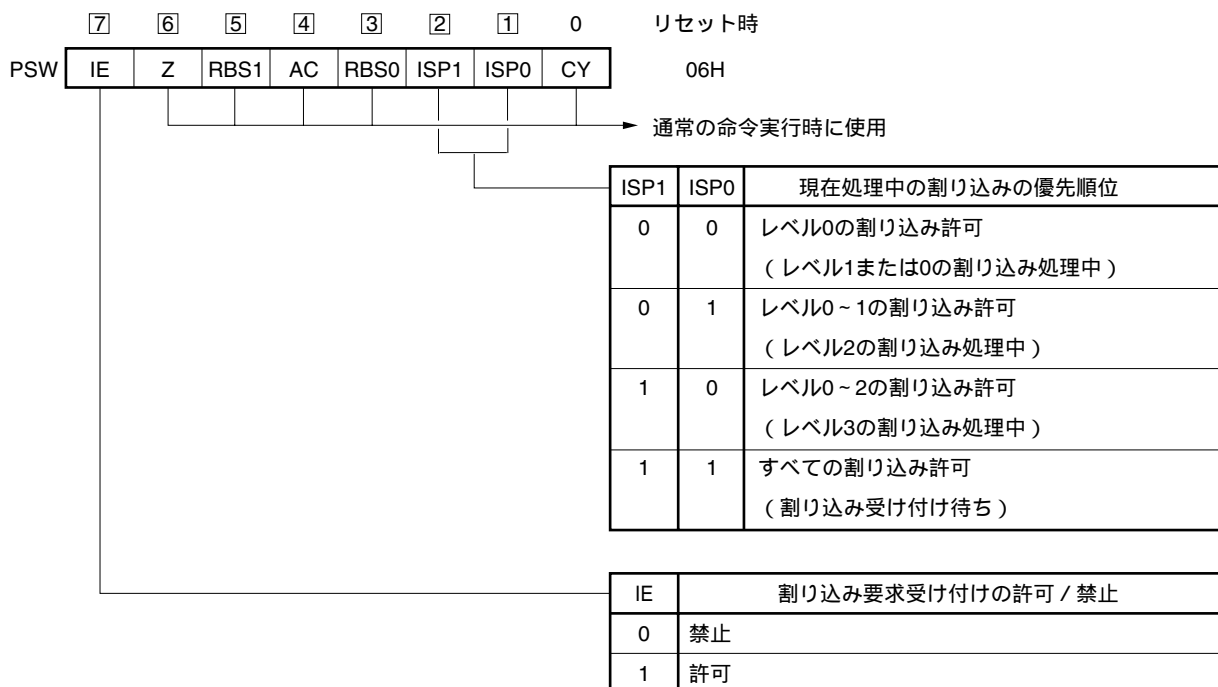 7 6 5 4 3 2 1 0 リセット時
PSW IE Z RBS1 AC RBS0 ISP1 ISP0 CY 06H
通常の命令実行時に使用
ISP1 ISP0 現在処理中の割り込みの優先順位
0 0 レベル0の割り込み許可
(レベル1または0の割り込み処理中)
0 1 レベル0~1の割り込み許可
(レベル2の割り込み処理中)
1 0 レベル0~2の割り込み許可
(レベル3の割り込み処理中)
1 1 すべての割り込み許可
(割り込み受け付け待ち)
IE 割り込み要求受け付けの許可/禁止
0 禁止
1 許可